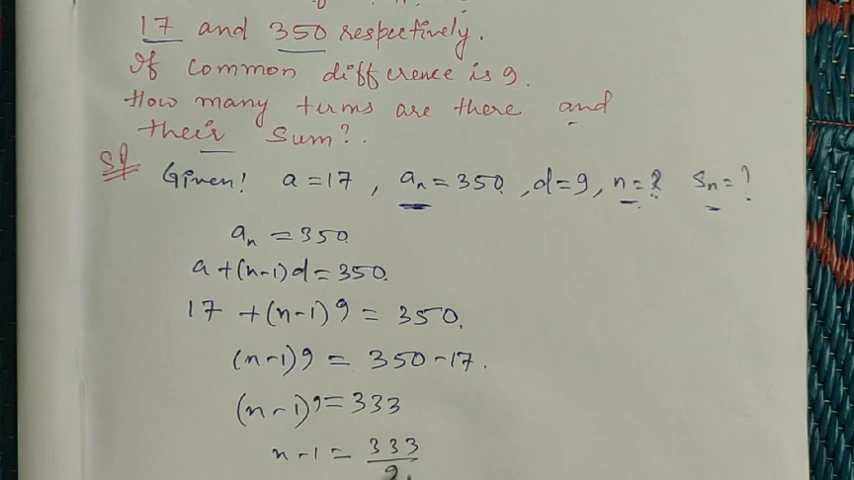 17 and 350 respectively.
If common difference is 9.
How many terms are there and
their sum?.
Sol Given! a = 17 , an = 350 , d = 9 , n = ? Sn = ?
an = 350.
a + (n-1) d = 350.
17 + (n-1) 9 = 350.
(n-1) 9 = 350 - 17.
(n-1) 9 = 333
n - 1 = 333/9